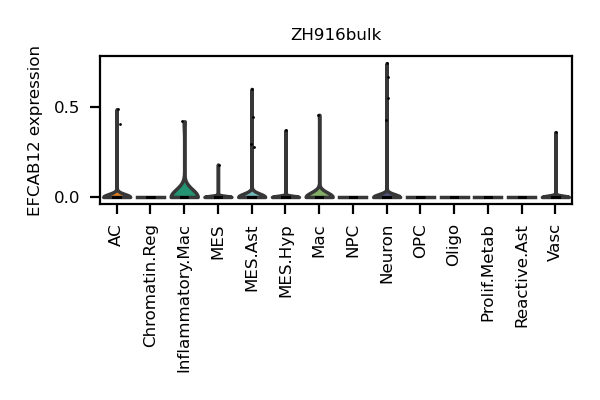 ZH916bulk
EFCAB12 expression
0.5
0.0
AC
Chromatin.Reg
Inflammatory.Mac
MES
MES.Ast
MES.Hyp
Mac
NPC
Neuron
OPC
Oligo
Prolif.Metab
Reactive.Ast
Vasc